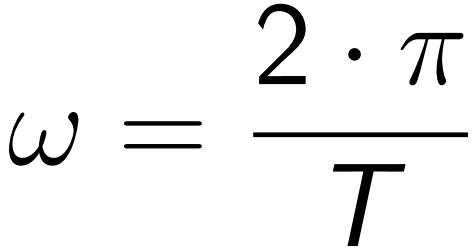 ω = 2 · π / T